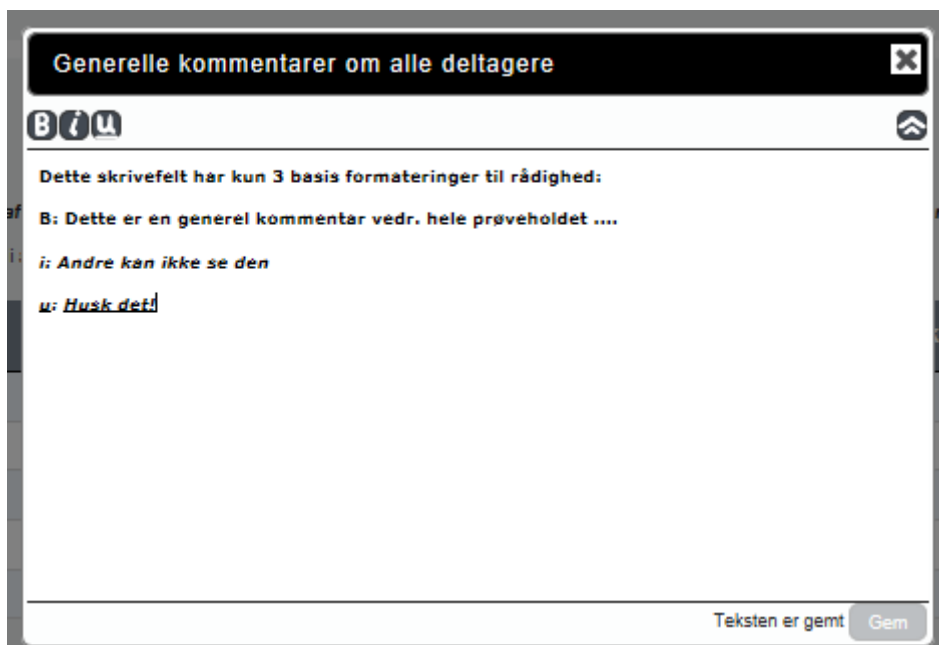 Generelle kommentarer om alle deltagere
B i u
Dette skrivefelt har kun 3 basis formateringer til rådighed:
B: Dette er en generel kommentar vedr. hele prøveholdet ....
i: Andre kan ikke se den
u: Husk det!
Teksten er gemt Gem